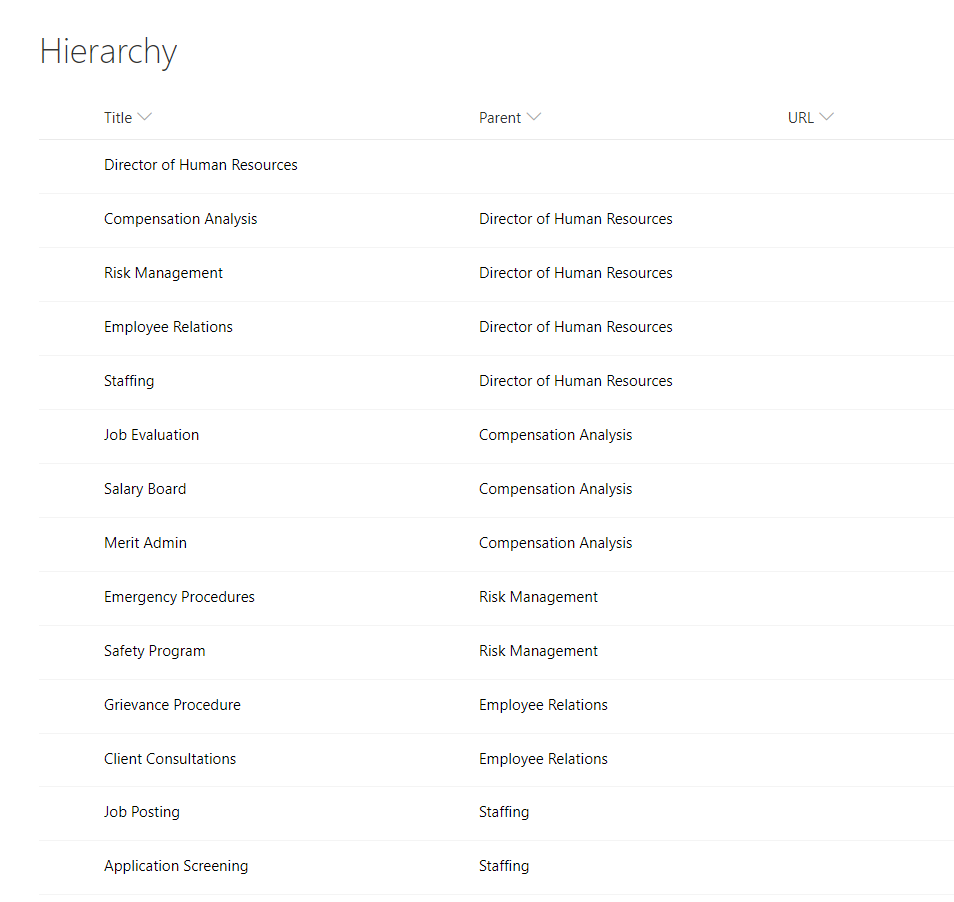 Hierarchy
Title Parent URL
Director of Human Resources
Compensation Analysis Director of Human Resources
Risk Management Director of Human Resources
Employee Relations Director of Human Resources
Staffing Director of Human Resources
Job Evaluation Compensation Analysis
Salary Board Compensation Analysis
Merit Admin Compensation Analysis
Emergency Procedures Risk Management
Safety Program Risk Management
Grievance Procedure Employee Relations
Client Consultations Employee Relations
Job Posting Staffing
Application Screening Staffing